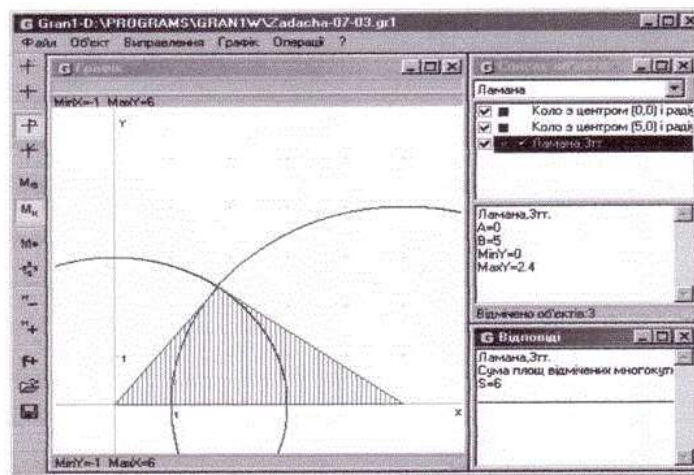 Gran1-D:\PROGRAMS\GRAN1W\Zadacha-07-03.gr1
Файл Об'єкт Виправлення Графік Операції ?
Графік
MinX=-1 MaxY=6
Y
1
1
X
MinY=-1 MaxX=6
Ламана
Коло з центром (0,0) і раді
Коло з центром (5,0) і раді
Ламана,3тт.
Ламана,3тт.
A=0
B=5
MinY=0
MaxY=2.4
Відмічено об'єктів:3
Відповіді
Ламана,3тт.
Сума площ відмічених многокутн
S=6